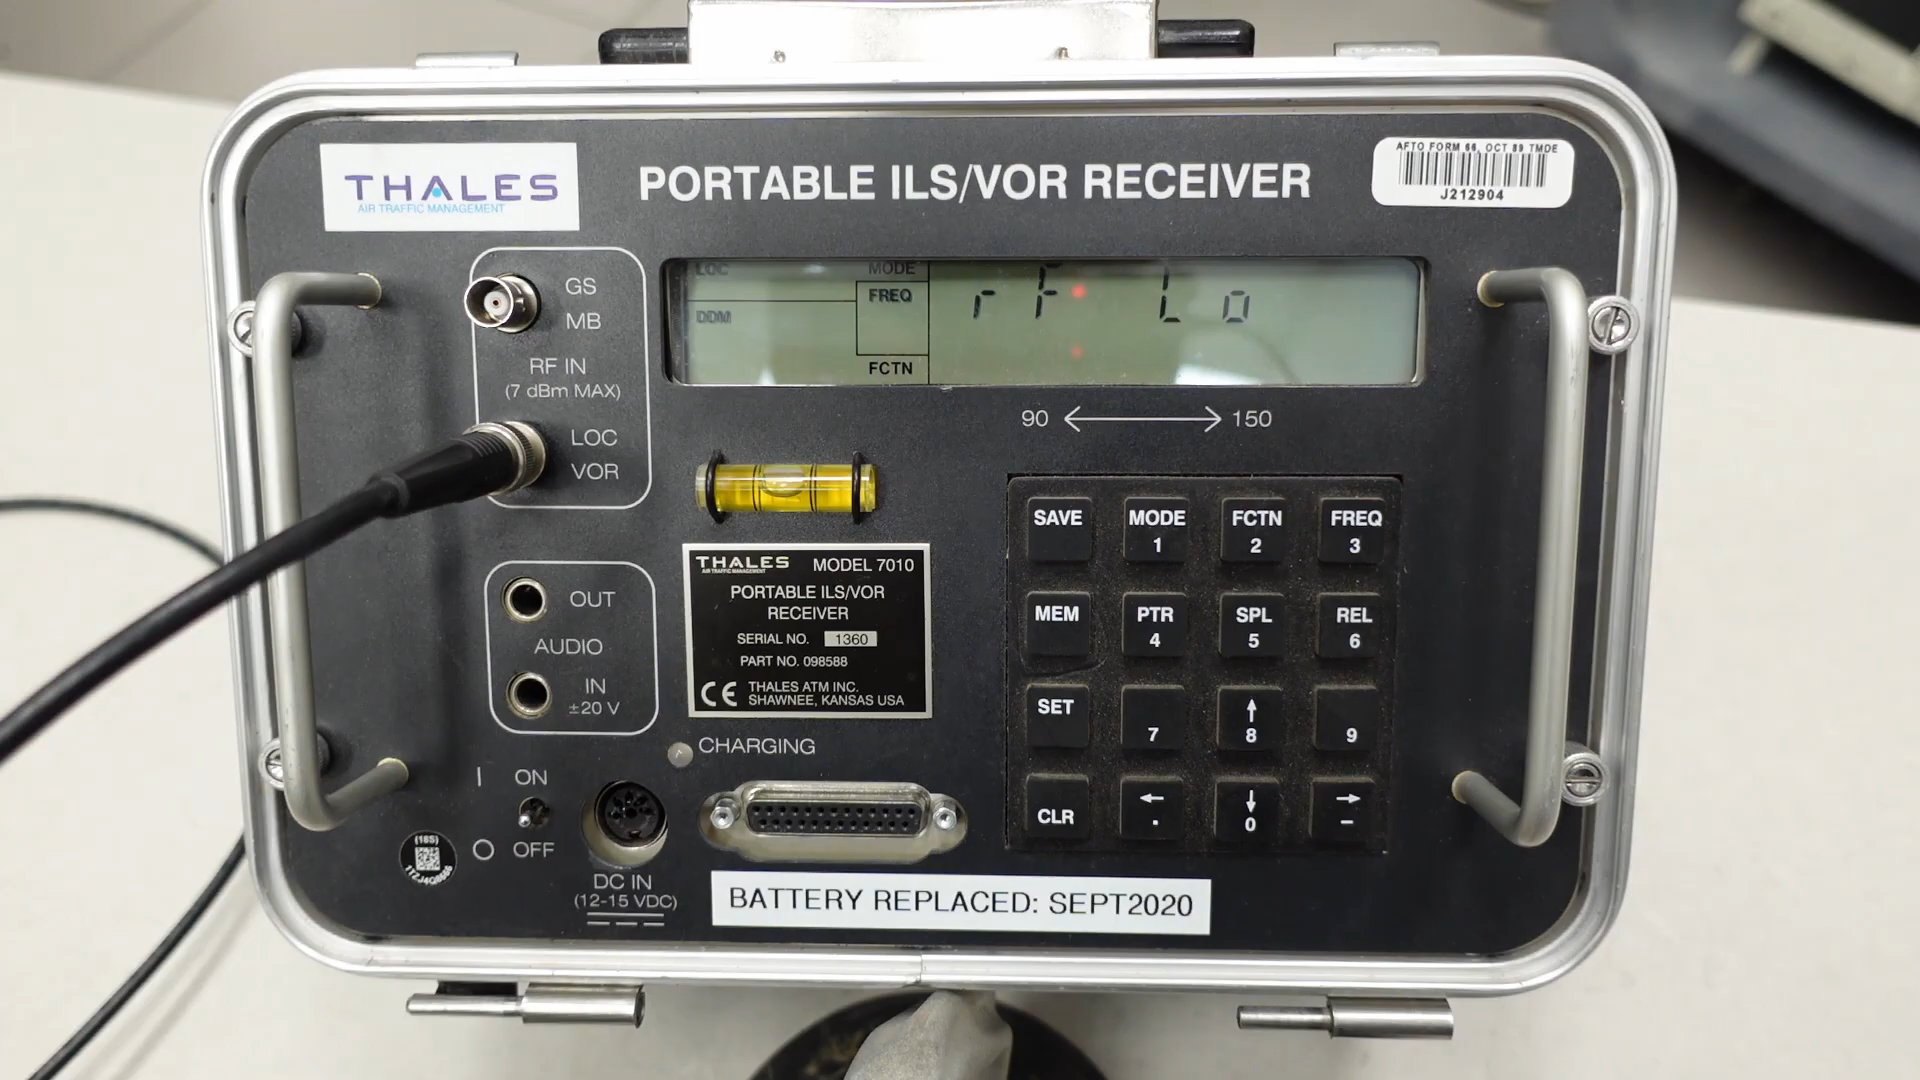 THALES
AIR TRAFFIC MANAGEMENT
PORTABLE ILS/VOR RECEIVER
AFTO FORM 66, OCT 89 TMDE
J212904
GS
MB
RF IN
(7 dBm MAX)
LOC
VOR
LOC
MODE
FREQ
DDM
FCTN
rF Lo
90
150
THALES
AIR TRAFFIC MANAGEMENT
MODEL 7010
PORTABLE ILS/VOR
RECEIVER
SERIAL NO. 1360
PART NO. 098588
CE
THALES ATM INC.
SHAWNEE, KANSAS USA
OUT
AUDIO
IN
±20 V
SAVE
MODE
1
FCTN
2
FREQ
3
MEM
PTR
4
SPL
5
REL
6
SET
7
↑
8
9
CLR
←
.
↓
0
→
–
CHARGING
I ON
O OFF
(16S)
DC IN
(12-15 VDC)
BATTERY REPLACED: SEPT2020